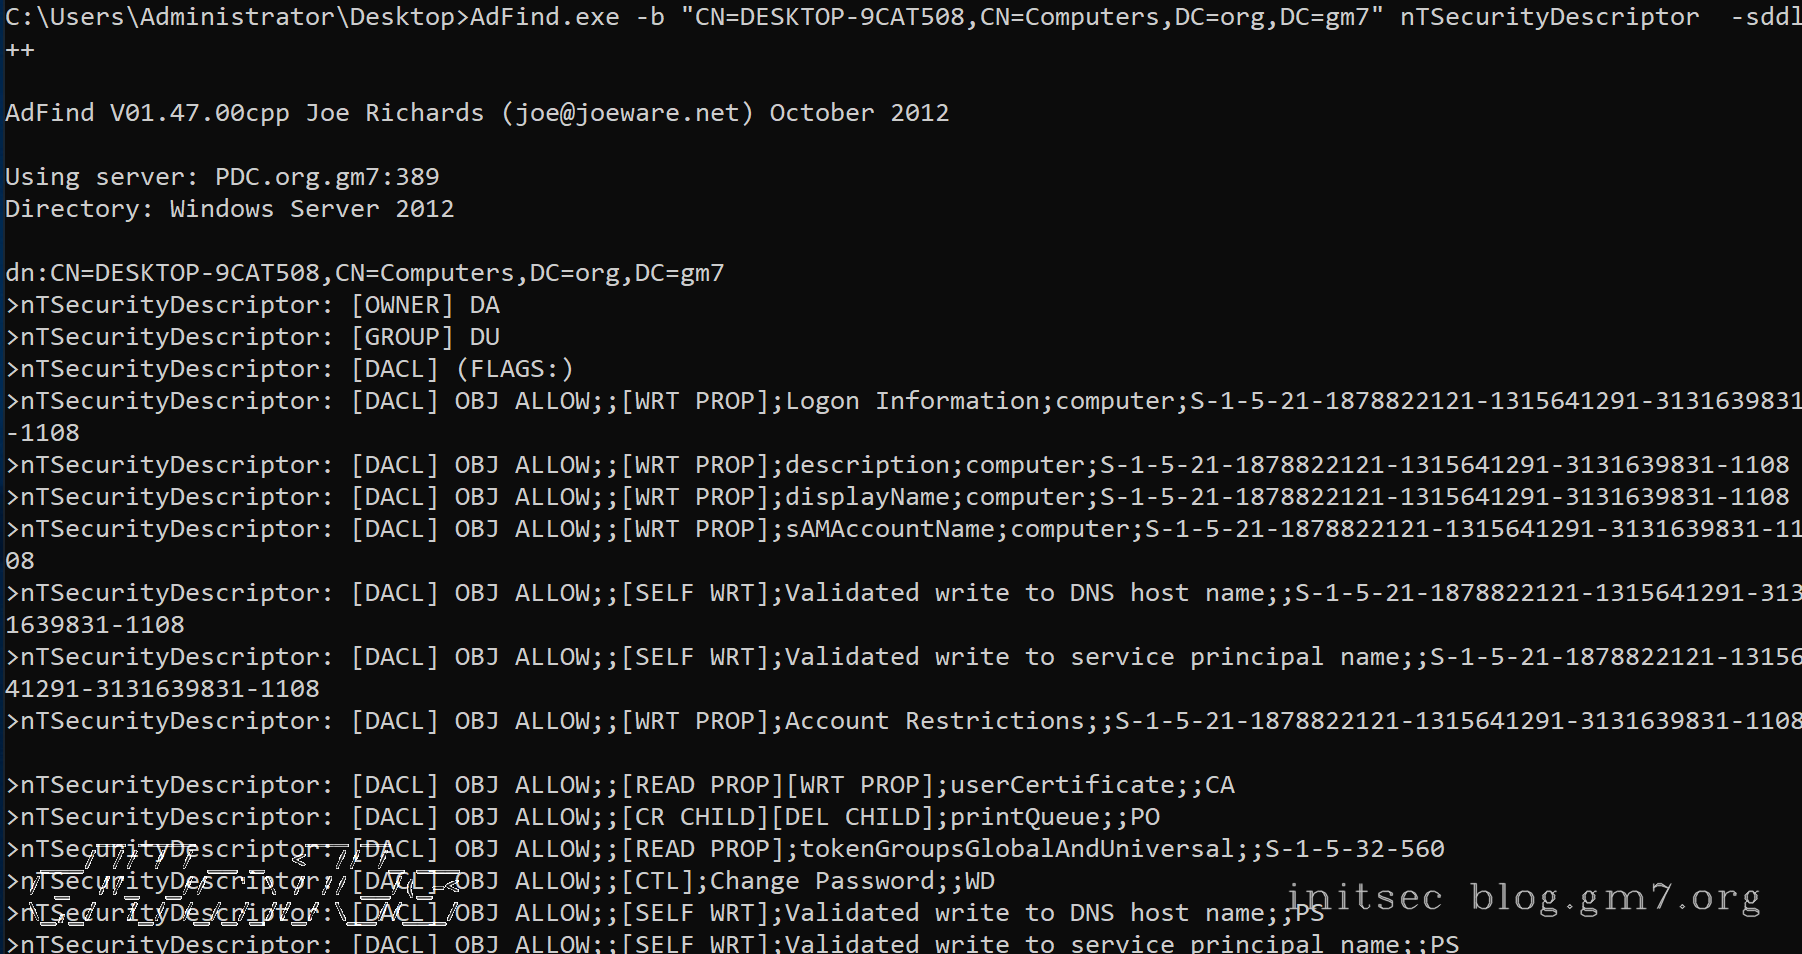 C:\Users\Administrator\Desktop>AdFind.exe -b "CN=DESKTOP-9CAT508,CN=Computers,DC=org,DC=gm7" nTSecurityDescriptor  -sddl
++
AdFind V01.47.00cpp Joe Richards (joe@joeware.net) October 2012
Using server: PDC.org.gm7:389
Directory: Windows Server 2012
dn:CN=DESKTOP-9CAT508,CN=Computers,DC=org,DC=gm7
>nTSecurityDescriptor: [OWNER] DA
>nTSecurityDescriptor: [GROUP] DU
>nTSecurityDescriptor: [DACL] (FLAGS:)
>nTSecurityDescriptor: [DACL] OBJ ALLOW;;[WRT PROP];Logon Information;computer;S-1-5-21-1878822121-1315641291-3131639831
-1108
>nTSecurityDescriptor: [DACL] OBJ ALLOW;;[WRT PROP];description;computer;S-1-5-21-1878822121-1315641291-3131639831-1108
>nTSecurityDescriptor: [DACL] OBJ ALLOW;;[WRT PROP];displayName;computer;S-1-5-21-1878822121-1315641291-3131639831-1108
>nTSecurityDescriptor: [DACL] OBJ ALLOW;;[WRT PROP];sAMAccountName;computer;S-1-5-21-1878822121-1315641291-3131639831-11
08
>nTSecurityDescriptor: [DACL] OBJ ALLOW;;[SELF WRT];Validated write to DNS host name;;S-1-5-21-1878822121-1315641291-313
1639831-1108
>nTSecurityDescriptor: [DACL] OBJ ALLOW;;[SELF WRT];Validated write to service principal name;;S-1-5-21-1878822121-13156
41291-3131639831-1108
>nTSecurityDescriptor: [DACL] OBJ ALLOW;;[WRT PROP];Account Restrictions;;S-1-5-21-1878822121-1315641291-3131639831-1108
>nTSecurityDescriptor: [DACL] OBJ ALLOW;;[READ PROP][WRT PROP];userCertificate;;CA
>nTSecurityDescriptor: [DACL] OBJ ALLOW;;[CR CHILD][DEL CHILD];printQueue;;PO
>nTSecurityDescriptor: [DACL] OBJ ALLOW;;[READ PROP];tokenGroupsGlobalAndUniversal;;S-1-5-32-560
>nTSecurityDescriptor: [DACL] OBJ ALLOW;;[CTL];Change Password;;WD
>nTSecurityDescriptor: [DACL] OBJ ALLOW;;[SELF WRT];Validated write to DNS host name;;PS
>nTSecurityDescriptor: [DACL] OBJ ALLOW;;[SELF WRT];Validated write to service principal name;;PS
initsec blog.gm7.org